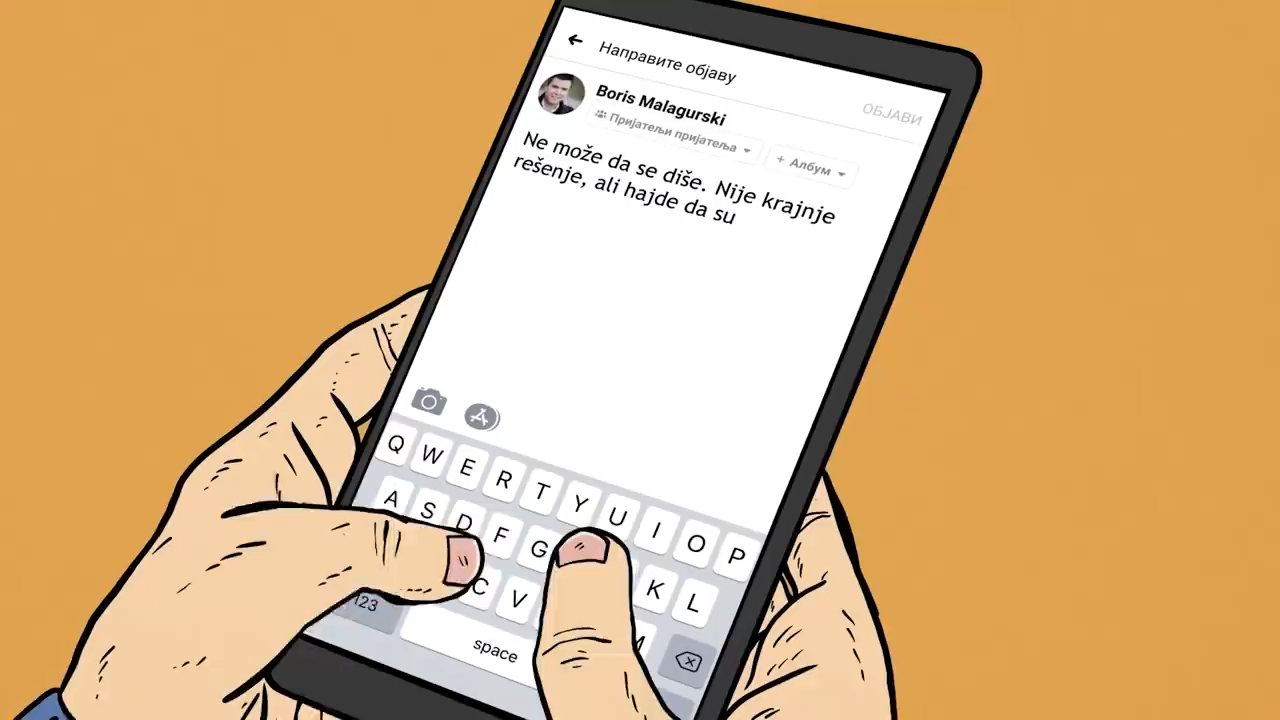 Направите објаву
ОБЈАВИ
Boris Malagurski
Пријатељи пријатеља
+ Албум
Ne može da se diše. Nije krajnje
rešenje, ali hajde da su
Q W E R T Y U I O P
A S D F G K L
C V M
123
space